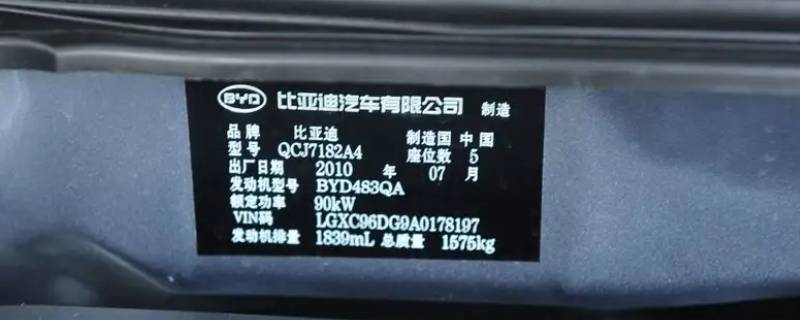 BYD 比亚迪汽车有限公司 制造
品牌 比亚迪 制造国 中国
型号 QCJ7182A4 座位数 5
出厂日期 2010 年 07 月
发动机型号 BYD483QA
额定功率 90kW
VIN码 LGXC96DG9A0178197
发动机排量 1839mL 总质量 1575kg